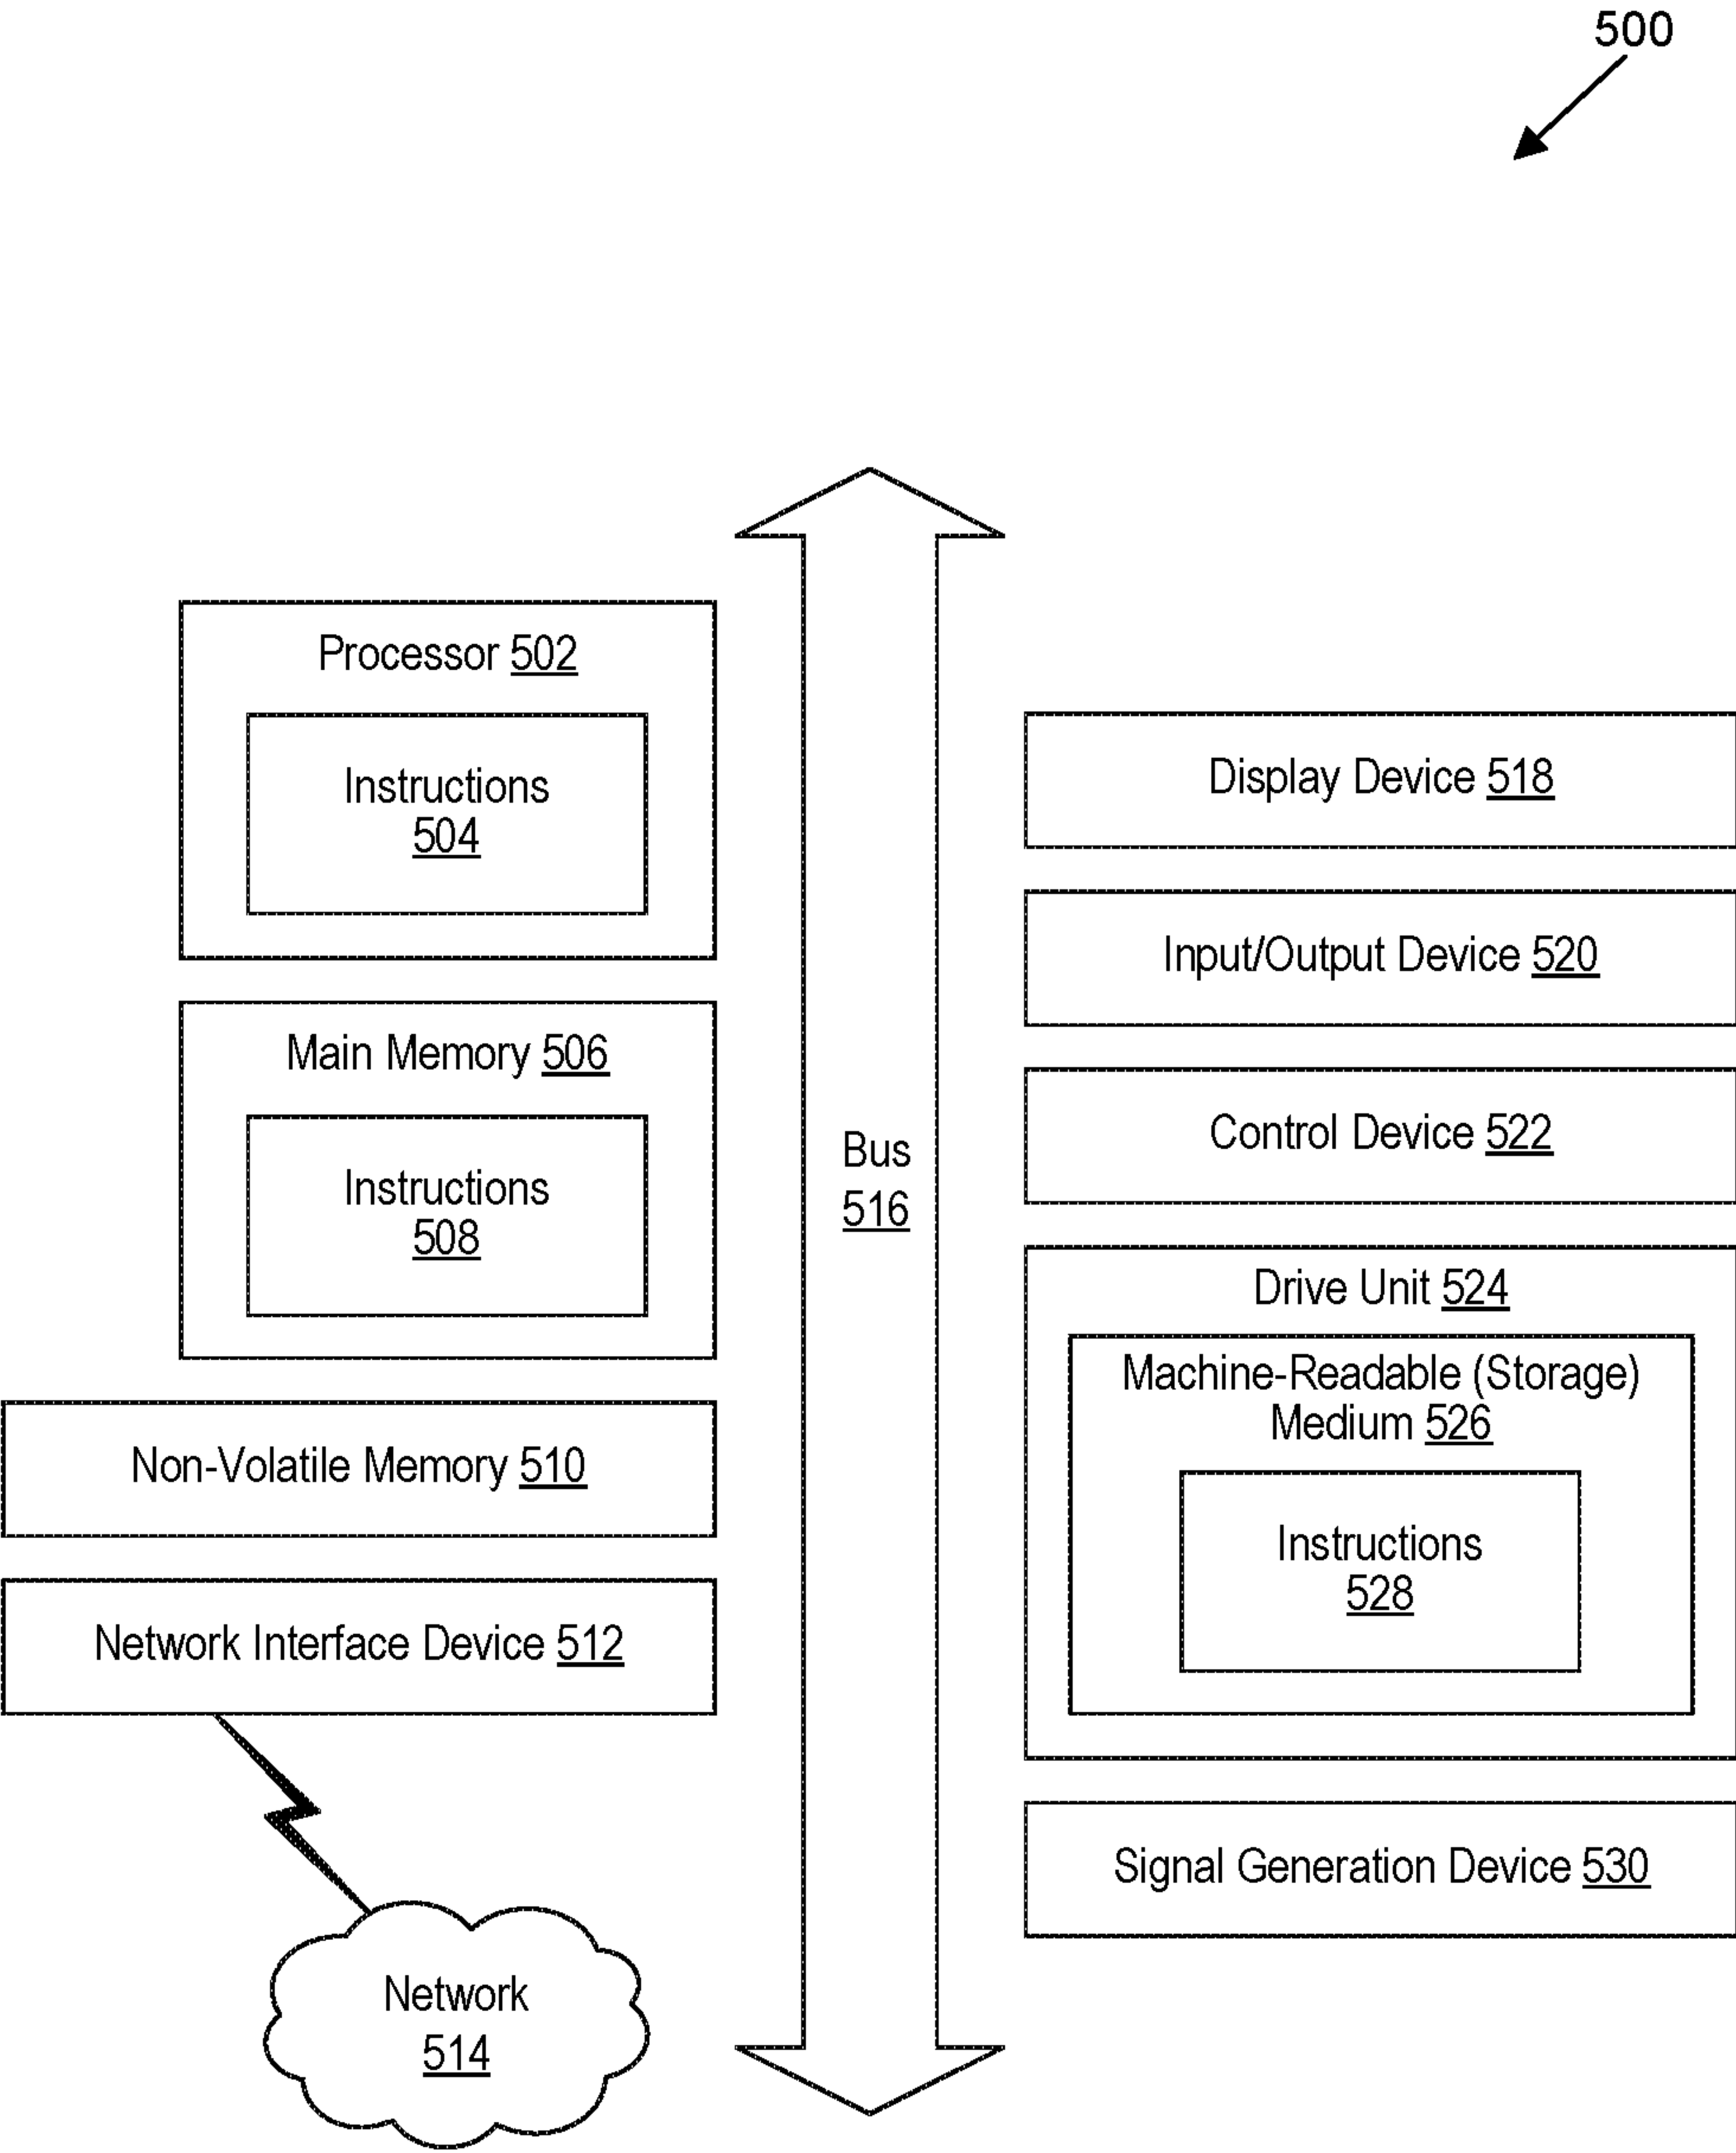 500
Processor 502
Instructions
504
Main Memory 506
Instructions
508
Non-Volatile Memory 510
Network Interface Device 512
Network
514
Bus
516
Display Device 518
Input/Output Device 520
Control Device 522
Drive Unit 524
Machine-Readable (Storage)
Medium 526
Instructions
528
Signal Generation Device 530